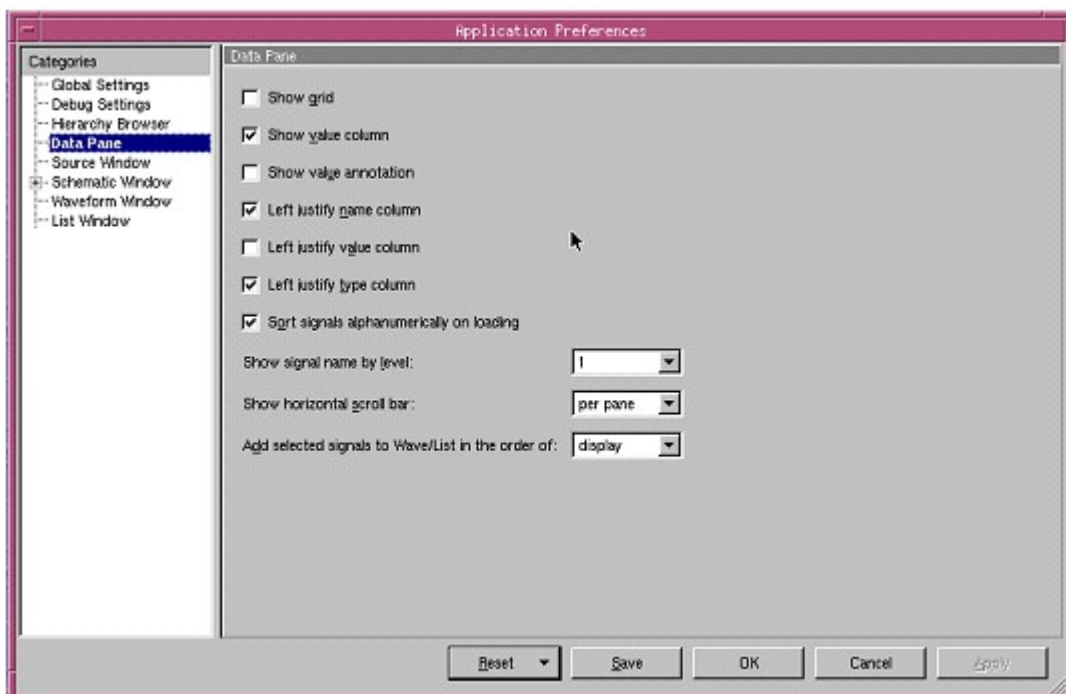 Application Preferences
Categories
Global Settings
Debug Settings
Hierarchy Browser
Data Pane
Source Window
Schematic Window
Waveform Window
List Window
Data Pane
Show grid
Show value column
Show value annotation
Left justify name column
Left justify value column
Left justify type column
Sort signals alphanumerically on loading
Show signal name by level: 1
Show horizontal scroll bar: per pane
Add selected signals to Wave/List in the order of: display
Reset Save OK Cancel Apply